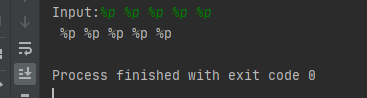 Input:%p %p %p %p %p
%p %p %p %p %p
Process finished with exit code 0